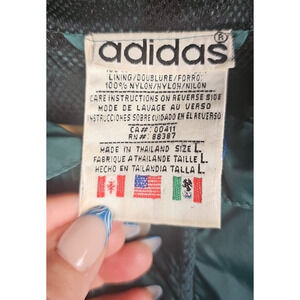 adidas®
LINING/DOUBLURE/FORRO:
100% NYLON/NYLON/NILON
CARE INSTRUCTIONS ON REVERSE SIDE
MODE DE LAVAGE AU VERSO
INSTRUCCIONES SOBRE CUIDADO EN EL REVERSO
CA#: 00411
RN#: 88387
MADE IN THAILAND SIZE L
FABRIQUE A THAILANDE TAILLE L
HECHO EN TAILANDIA TALLA L